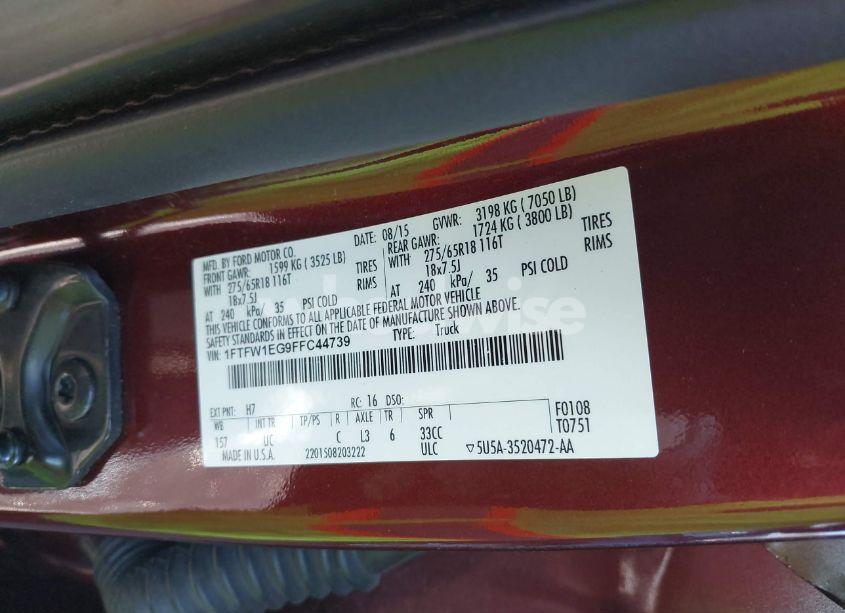 MFD. BY FORD MOTOR CO.
DATE: 08/15 GVWR: 3198 KG ( 7050 LB)
FRONT GAWR: 1599 KG ( 3525 LB) REAR GAWR: 1724 KG ( 3800 LB)
WITH 275/65R18 116T TIRES WITH 275/65R18 116T TIRES
18x7.5J RIMS 18x7.5J RIMS
AT 240 kPa/ 35 PSI COLD AT 240 kPa/ 35 PSI COLD
THIS VEHICLE CONFORMS TO ALL APPLICABLE FEDERAL MOTOR VEHICLE
SAFETY STANDARDS IN EFFECT ON THE DATE OF MANUFACTURE SHOWN ABOVE.
VIN: 1FTFW1EG9FFC44739 TYPE: Truck
EXT PNT: H7 RC: 16 DSO: F0108
WB INT TR TP/PS R AXLE TR SPR T0751
157 UC C L3 6 33CC
MADE IN U.S.A. 2201508203222 ULC ▽5U5A-3520472-AA